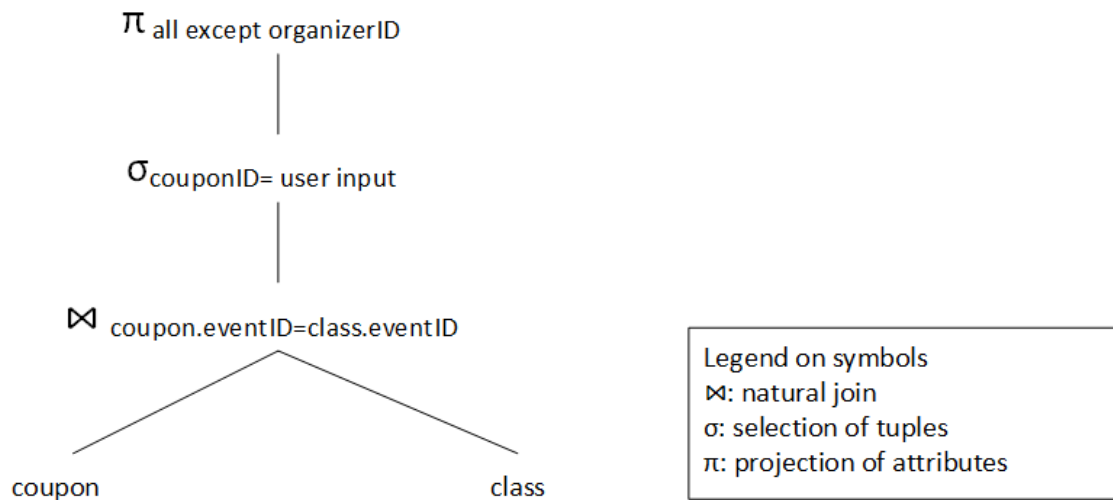 π all except organizerID
σcouponID= user input
⋈ coupon.eventID=class.eventID
coupon
class
Legend on symbols
⋈: natural join
σ: selection of tuples
π: projection of attributes